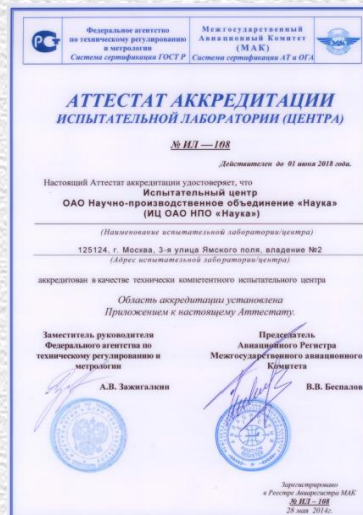 Федеральное агентство
по техническому регулированию
и метрологии
Система сертификации ГОСТ Р
Межгосударственный
Авиационный Комитет
(МАК)
Система сертификации АТ и ОГА
АТТЕСТАТ АККРЕДИТАЦИИ
ИСПЫТАТЕЛЬНОЙ ЛАБОРАТОРИИ (ЦЕНТРА)
№ ИЛ —108
Действителен до 01 июня 2018 года.
Настоящий Аттестат аккредитации удостоверяет, что
Испытательный центр
ОАО Научно-производственное объединение «Наука»
(ИЦ ОАО НПО «Наука»)
(Наименование испытательной лаборатории/центра)
125124, г. Москва, 3-я улица Ямского поля, владение №2
(Адрес испытательной лаборатории/центра)
аккредитован в качестве технически компетентного испытательного центра
Область аккредитации установлена
Приложением к настоящему Аттестату.
Заместитель руководителя
Федерального агентства по
техническому регулированию и
метрологии
А.В. Зажигалкин
Председатель
Авиационного Регистра
Межгосударственного авиационного
Комитета
В.В. Беспалов
Зарегистрировано
в Реестре Авиарегистра МАК
№ ИЛ – 108
28 мая 2014г.